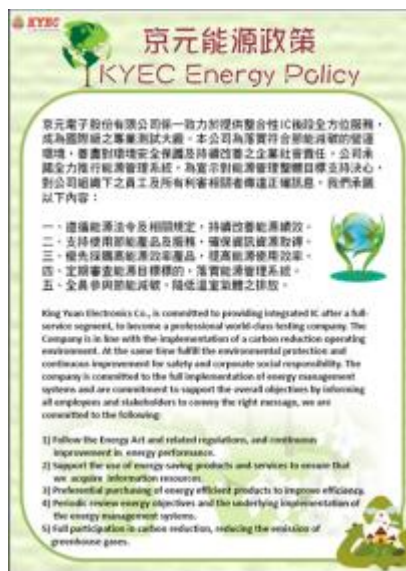 KYEC
京元能源政策
KYEC Energy Policy
京元電子股份有限公司係一致力於提供整合性IC後段全方位服務，
成為國際級之專業測試大廠。本公司為落實符合節能減碳的營運
環境，善盡對環境安全保護及持續改善之企業社會責任，公司承
諾全力推行能源管理系統，為宣示對能源管理整體目標支持決心，
對公司組織下之員工及所有利害相關者傳達正確訊息，我們承諾
以下內容：
一、遵循能源法令及相關規定，持續改善能源績效。
二、支持使用節能產品及服務，確保資訊資源取得。
三、優先採購高能源效率產品，提高能源使用效率。
四、定期審查能源目標標的，落實能源管理系統。
五、全員參與節能減碳，降低溫室氣體之排放。
King Yuan Electronics Co., is committed to providing integrated IC after a full-
service segment, to become a professional world-class testing company. The
Company is in line with the implementation of a carbon reduction operating
environment. At the same time fulfill the environmental protection and
continuous improvement for safety and corporate social responsibility. The
company is committed to the full implementation of energy management
systems and are commitment to support the overall objectives by informing
all employees and stakeholders to convey the right message, we are
committed to the following:
1) Follow the Energy Act and related regulations, and continuous
improvement in energy performance.
2) Support the use of energy-saving products and services to ensure that
we acquire information resources.
3) Preferential purchasing of energy efficient products to improve efficiency.
4) Periodic review energy objectives and the underlying implementation of
the energy management systems.
5) Full participation in carbon reduction, reducing the emission of
greenhouse gases.